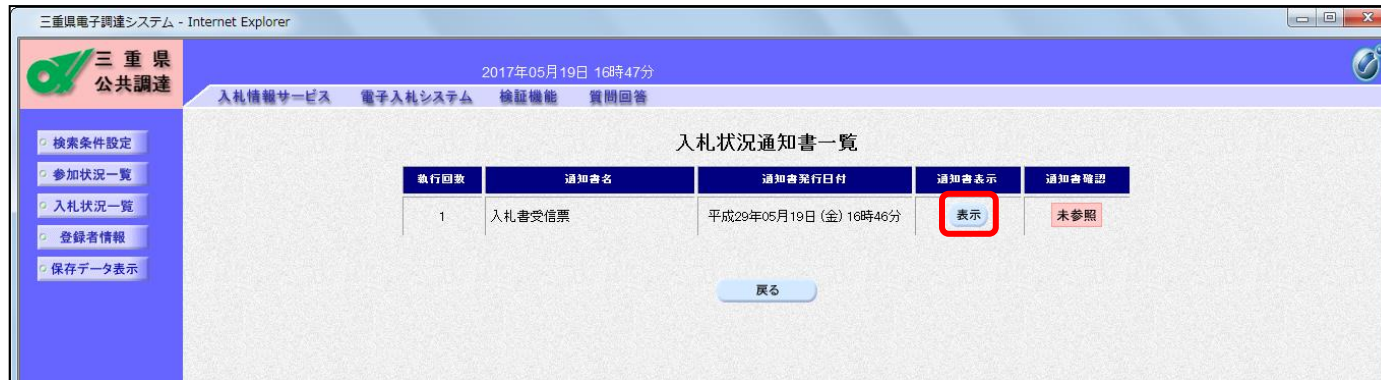 三重県電子調達システム - Internet Explorer
三 重 県
公共調達
2017年05月19日 16時47分
入札情報サービス 電子入札システム 検証機能 質問回答
検索条件設定
参加状況一覧
入札状況一覧
登録者情報
保存データ表示
入札状況通知書一覧
執行回数 通知書名 通知書発行日付 通知書表示 通知書確認
1 入札書受信票 平成29年05月19日 (金) 16時46分 表示 未参照
戻る